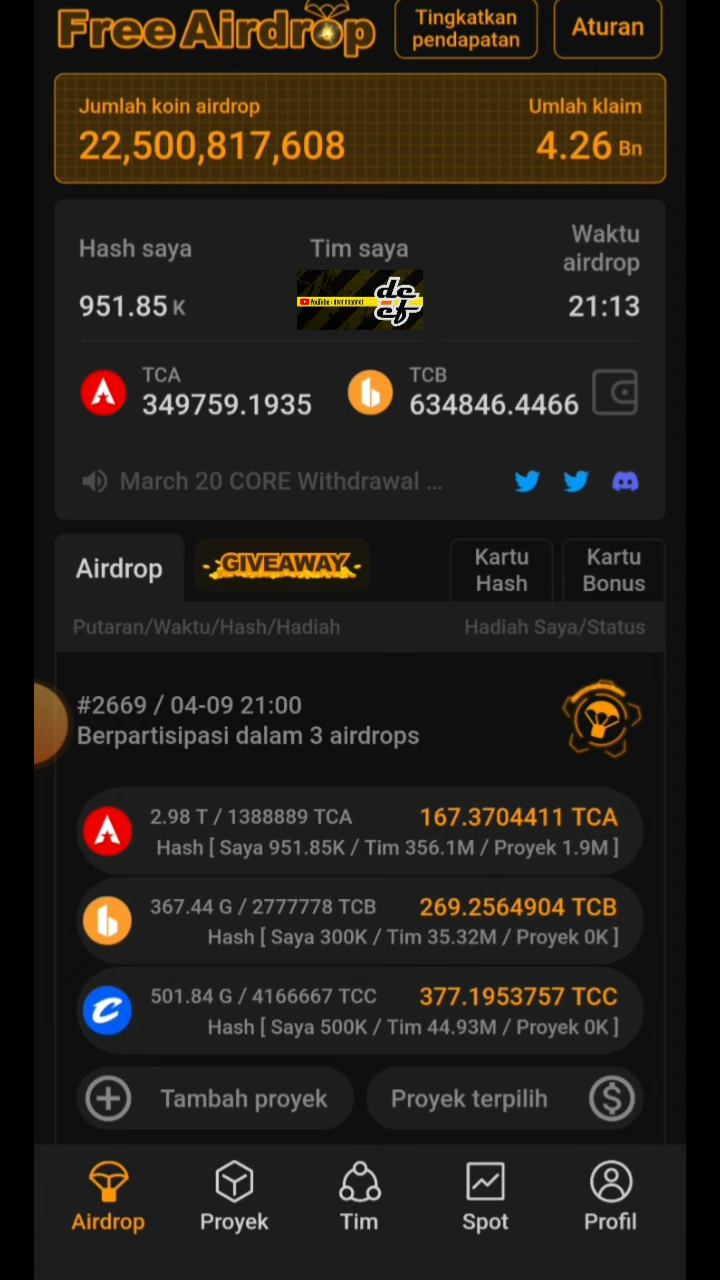 Free Airdrop
Tingkatkan
pendapatan
Aturan
Jumlah koin airdrop
Umlah klaim
22,500,817,608
4.26 Bn
Hash saya
Tim saya
Waktu
airdrop
951.85 K
YouTube : deef channel
de
ef
21:13
TCA
349759.1935
TCB
634846.4466
March 20 CORE Withdrawal ...
Airdrop
GIVEAWAY
Kartu
Hash
Kartu
Bonus
Putaran/Waktu/Hash/Hadiah
Hadiah Saya/Status
#2669 / 04-09 21:00
Berpartisipasi dalam 3 airdrops
2.98 T / 1388889 TCA
167.3704411 TCA
Hash [ Saya 951.85K / Tim 356.1M / Proyek 1.9M ]
367.44 G / 2777778 TCB
269.2564904 TCB
Hash [ Saya 300K / Tim 35.32M / Proyek 0K ]
501.84 G / 4166667 TCC
377.1953757 TCC
Hash [ Saya 500K / Tim 44.93M / Proyek 0K ]
Tambah proyek
Proyek terpilih
Airdrop
Proyek
Tim
Spot
Profil